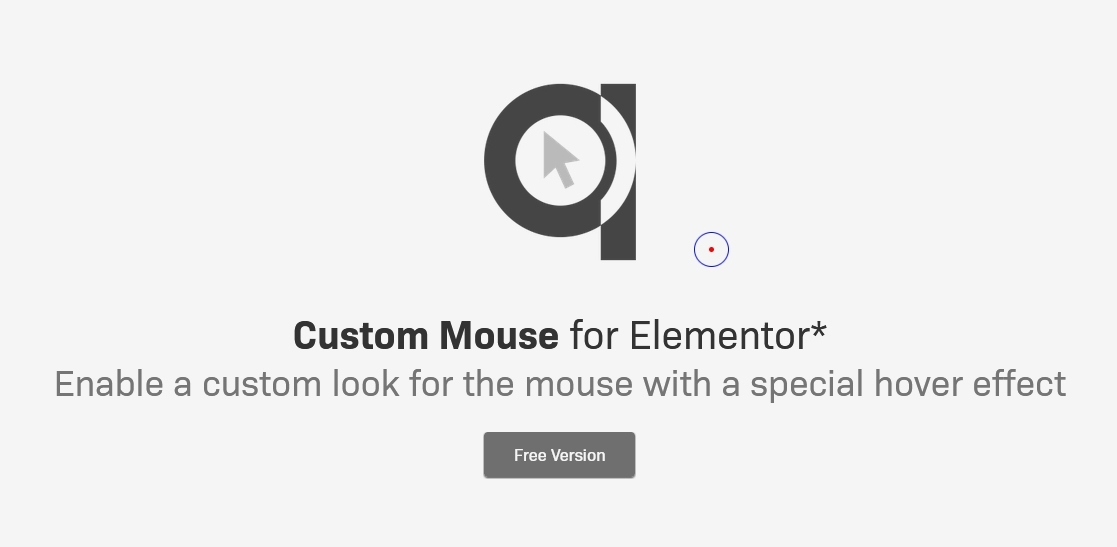 Custom Mouse for Elementor*
Enable a custom look for the mouse with a special hover effect
Free Version